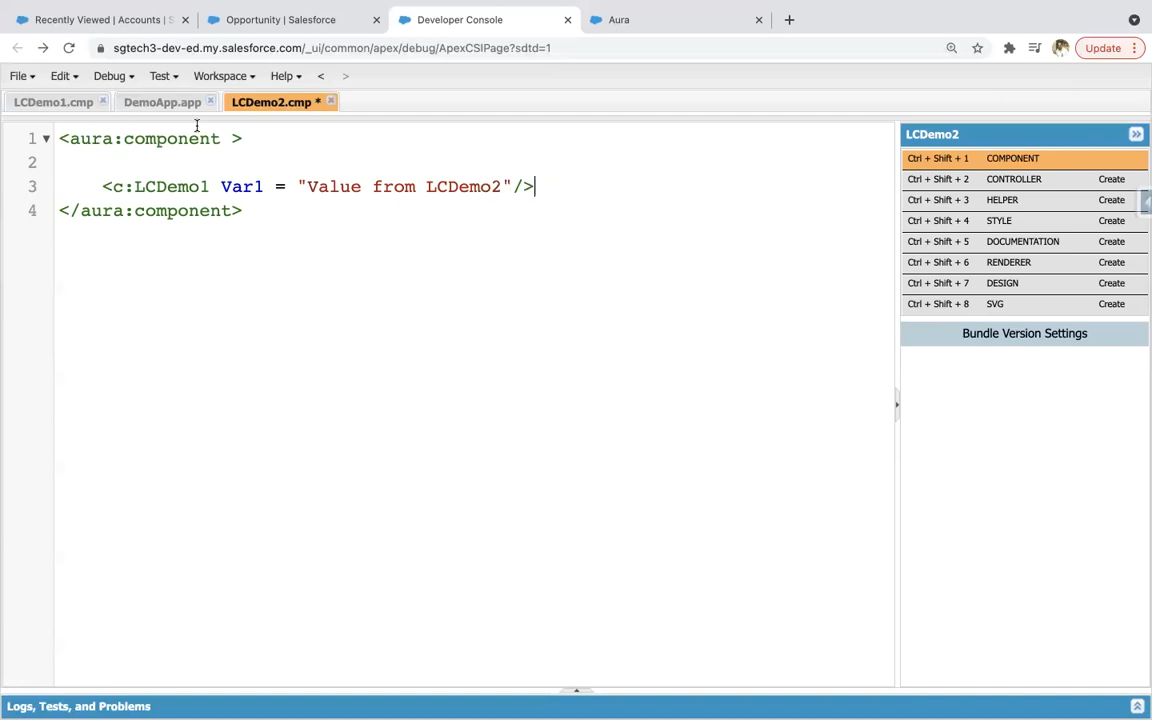 Recently Viewed | Accounts | S Opportunity | Salesforce Developer Console Aura
sgtech3-dev-ed.my.salesforce.com/_ui/common/apex/debug/ApexCSIPage?sdtd=1 Update
File Edit Debug Test Workspace Help < >
LCDemo1.cmp DemoApp.app LCDemo2.cmp *
1 <aura:component >
2
3 <c:LCDemo1 Var1 = "Value from LCDemo2"/>
4 </aura:component>
LCDemo2
Ctrl + Shift + 1 COMPONENT
Ctrl + Shift + 2 CONTROLLER Create
Ctrl + Shift + 3 HELPER Create
Ctrl + Shift + 4 STYLE Create
Ctrl + Shift + 5 DOCUMENTATION Create
Ctrl + Shift + 6 RENDERER Create
Ctrl + Shift + 7 DESIGN Create
Ctrl + Shift + 8 SVG Create
Bundle Version Settings
Logs, Tests, and Problems